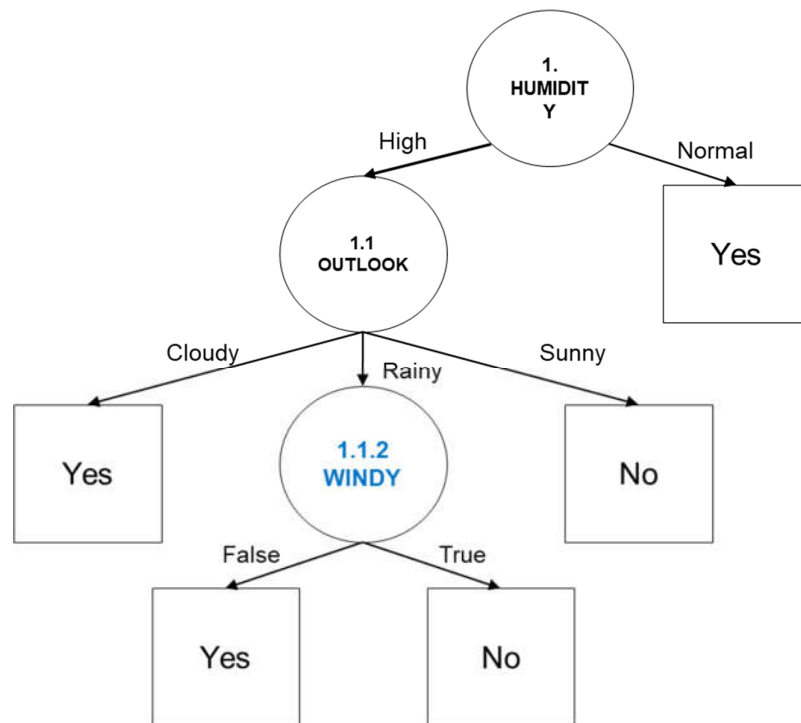 1.
HUMIDIT
Y
High
Normal
1.1
OUTLOOK
Yes
Cloudy
Rainy
Sunny
Yes
1.1.2
WINDY
No
False
True
Yes
No